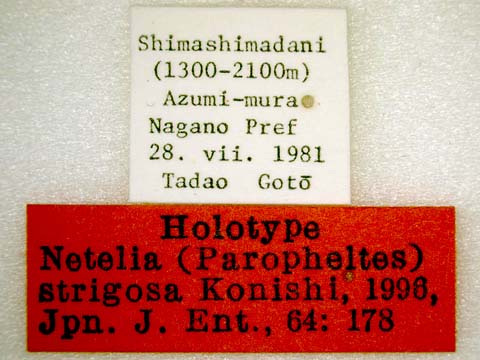 Shimashimadani
(1300-2100m)
Azumi-mura
Nagano Pref
28. vii. 1981
Tadao Gotō
Holotype
Netelia (Paropheltes)
strigosa Konishi, 1996,
Jpn. J. Ent., 64: 178